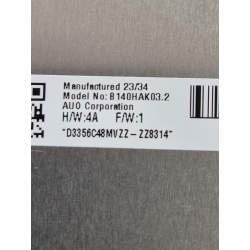 Manufactured 23/34
Model No: B140HAK03.2
AUO Corporation
H/W:4A F/W:1
"D3356C48MVZZ-ZZ8314"